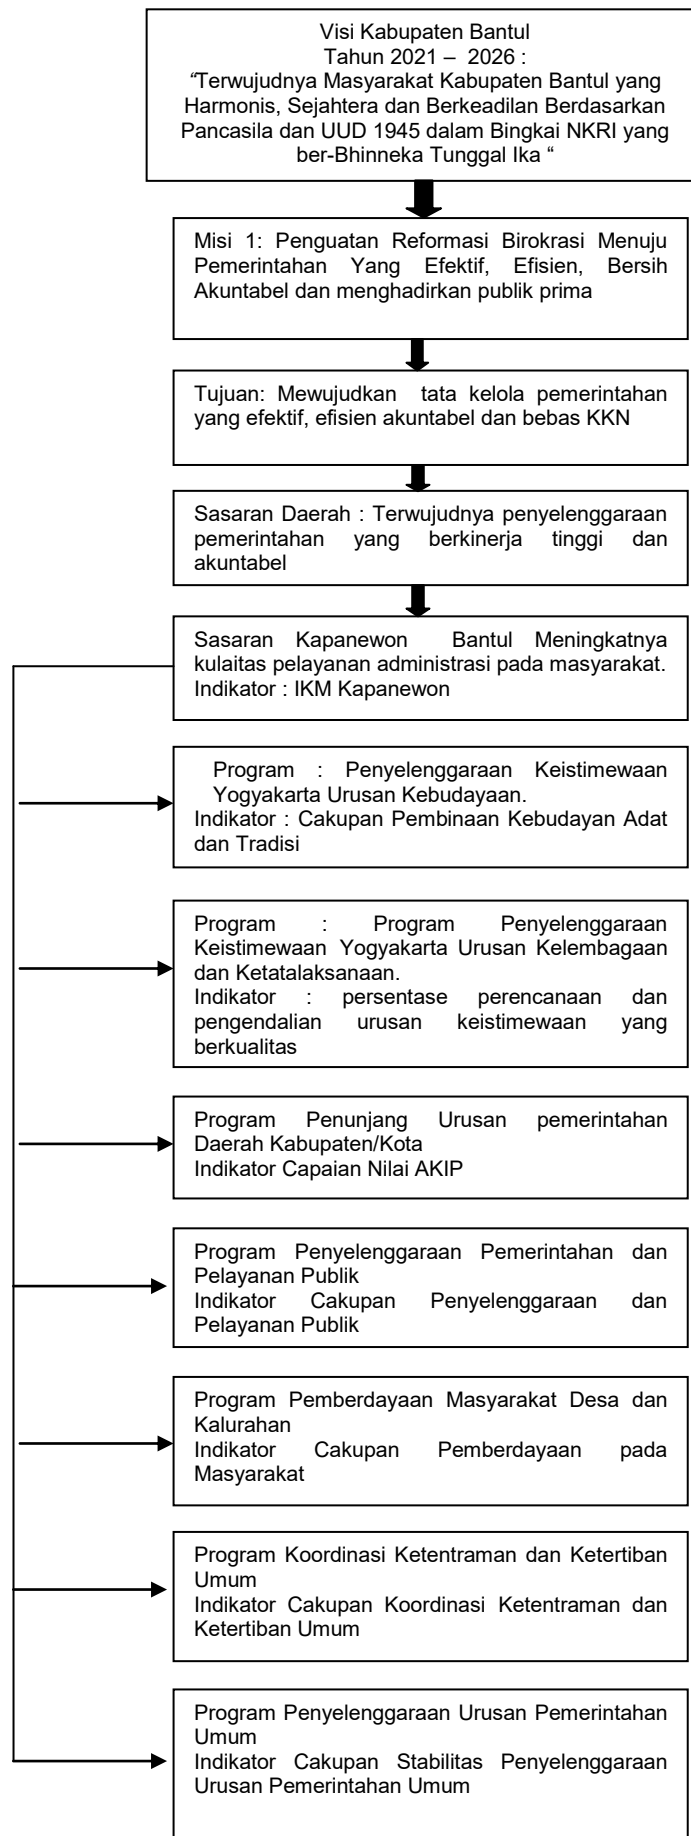 Visi Kabupaten Bantul
Tahun 2021 – 2026 :
“Terwujudnya Masyarakat Kabupaten Bantul yang
Harmonis, Sejahtera dan Berkeadilan Berdasarkan
Pancasila dan UUD 1945 dalam Bingkai NKRI yang
ber-Bhinneka Tunggal Ika “
Misi 1: Penguatan Reformasi Birokrasi Menuju
Pemerintahan Yang Efektif, Efisien, Bersih
Akuntabel dan menghadirkan publik prima
Tujuan: Mewujudkan tata kelola pemerintahan
yang efektif, efisien akuntabel dan bebas KKN
Sasaran Daerah : Terwujudnya penyelenggaraan
pemerintahan yang berkinerja tinggi dan
akuntabel
Sasaran Kapanewon Bantul Meningkatnya
kulaitas pelayanan administrasi pada masyarakat.
Indikator : IKM Kapanewon
Program : Penyelenggaraan Keistimewaan
Yogyakarta Urusan Kebudayaan.
Indikator : Cakupan Pembinaan Kebudayan Adat
dan Tradisi
Program : Program Penyelenggaraan
Keistimewaan Yogyakarta Urusan Kelembagaan
dan Ketatalaksanaan.
Indikator : persentase perencanaan dan
pengendalian urusan keistimewaan yang
berkualitas
Program Penunjang Urusan pemerintahan
Daerah Kabupaten/Kota
Indikator Capaian Nilai AKIP
Program Penyelenggaraan Pemerintahan dan
Pelayanan Publik
Indikator Cakupan Penyelenggaraan dan
Pelayanan Publik
Program Pemberdayaan Masyarakat Desa dan
Kalurahan
Indikator Cakupan Pemberdayaan pada
Masyarakat
Program Koordinasi Ketentraman dan Ketertiban
Umum
Indikator Cakupan Koordinasi Ketentraman dan
Ketertiban Umum
Program Penyelenggaraan Urusan Pemerintahan
Umum
Indikator Cakupan Stabilitas Penyelenggaraan
Urusan Pemerintahan Umum